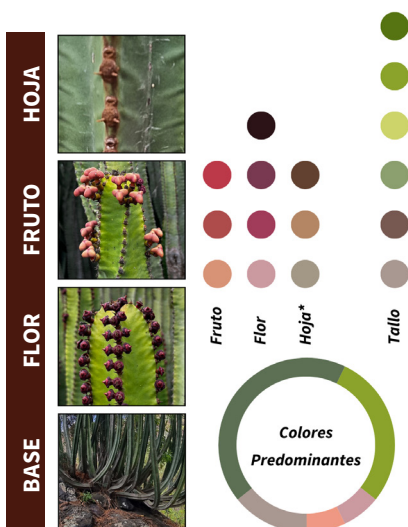 HOJA
FRUTO
FLOR
BASE
Fruto
Flor
Hoja*
Tallo
Colores
Predominantes